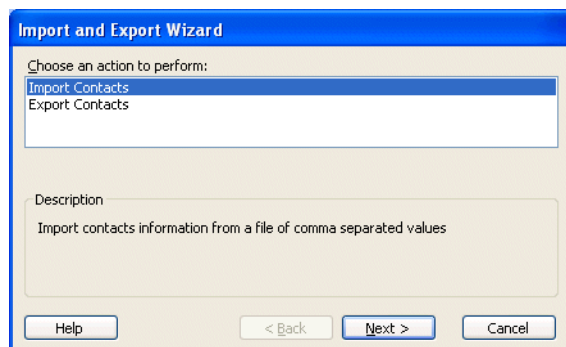 Import and Export Wizard
Choose an action to perform:
Import Contacts
Export Contacts
Description
Import contacts information from a file of comma separated values
Help
< Back
Next >
Cancel